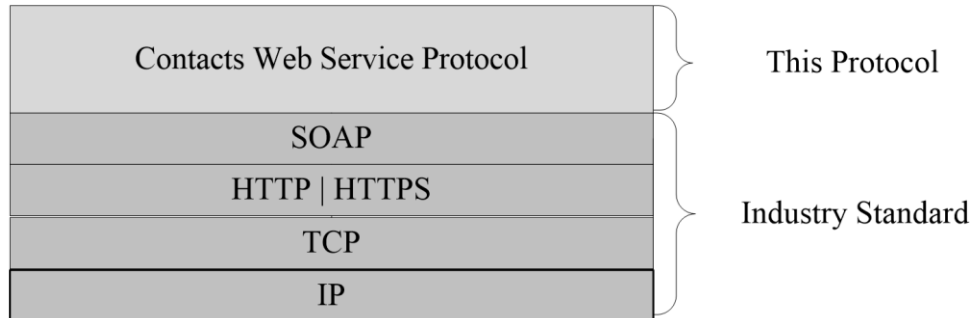 Contacts Web Service Protocol
This Protocol
SOAP
HTTP | HTTPS
TCP
IP
Industry Standard